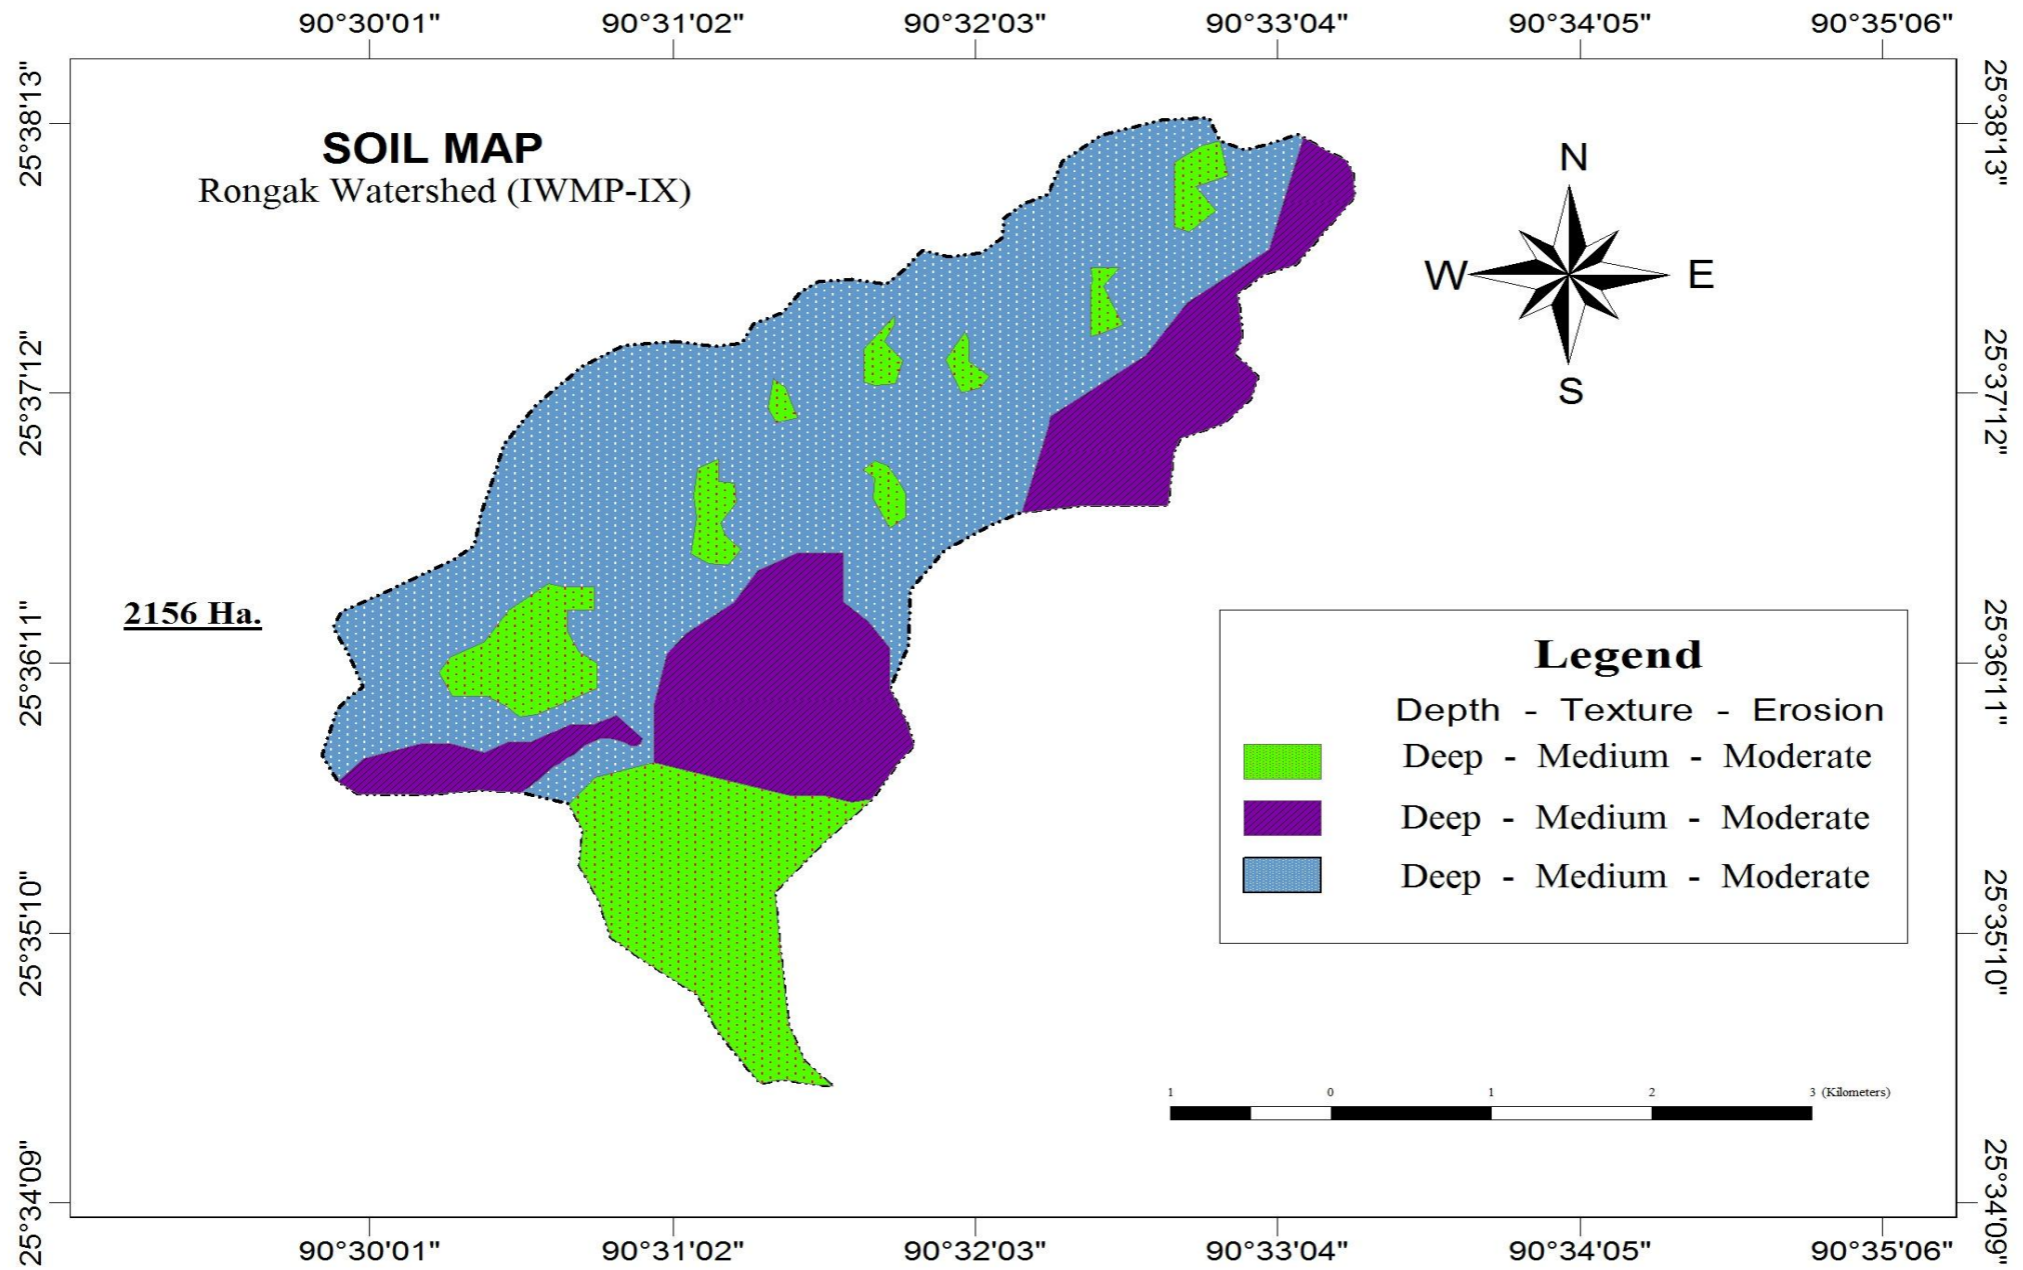 90°30'01" 90°31'02" 90°32'03" 90°33'04" 90°34'05" 90°35'06"
25°38'13"
25°37'12"
25°36'11"
25°35'10"
25°34'09"
SOIL MAP
Rongak Watershed (IWMP-IX)
N
W E
S
2156 Ha.
Legend
Depth - Texture - Erosion
Deep - Medium - Moderate
Deep - Medium - Moderate
Deep - Medium - Moderate
1 0 1 2 3 (Kilometers)
25°38'13"
25°37'12"
25°36'11"
25°35'10"
25°34'09"
90°30'01" 90°31'02" 90°32'03" 90°33'04" 90°34'05" 90°35'06"